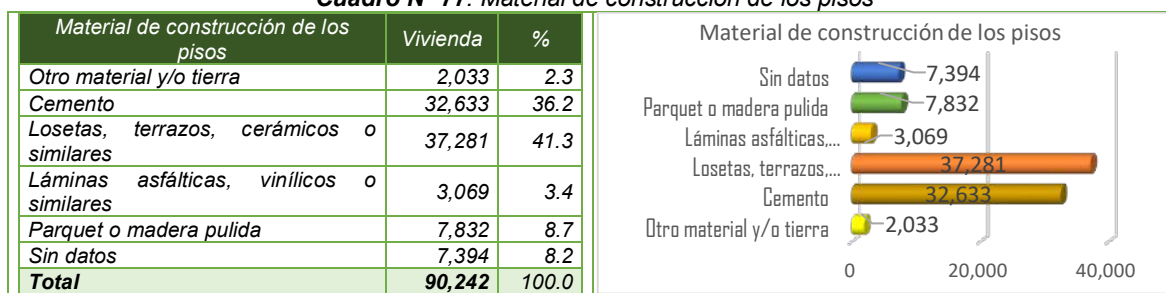 Cuadro N° 77: Material de construcción de los pisos
Material de construcción de los
pisos
Vivienda
%
Otro material y/o tierra 2,033 2.3
Cemento 32,633 36.2
Losetas, terrazos, cerámicos o
similares
37,281 41.3
Láminas asfálticas, vinílicos o
similares
3,069 3.4
Parquet o madera pulida 7,832 8.7
Sin datos 7,394 8.2
Total 90,242 100.0
Material de construcción de los pisos
Sin datos 7,394
Parquet o madera pulida 7,832
Láminas asfálticas,... 3,069
Losetas, terrazos,... 37,281
Cemento 32,633
Otro material y/o tierra 2,033
0 20,000 40,000